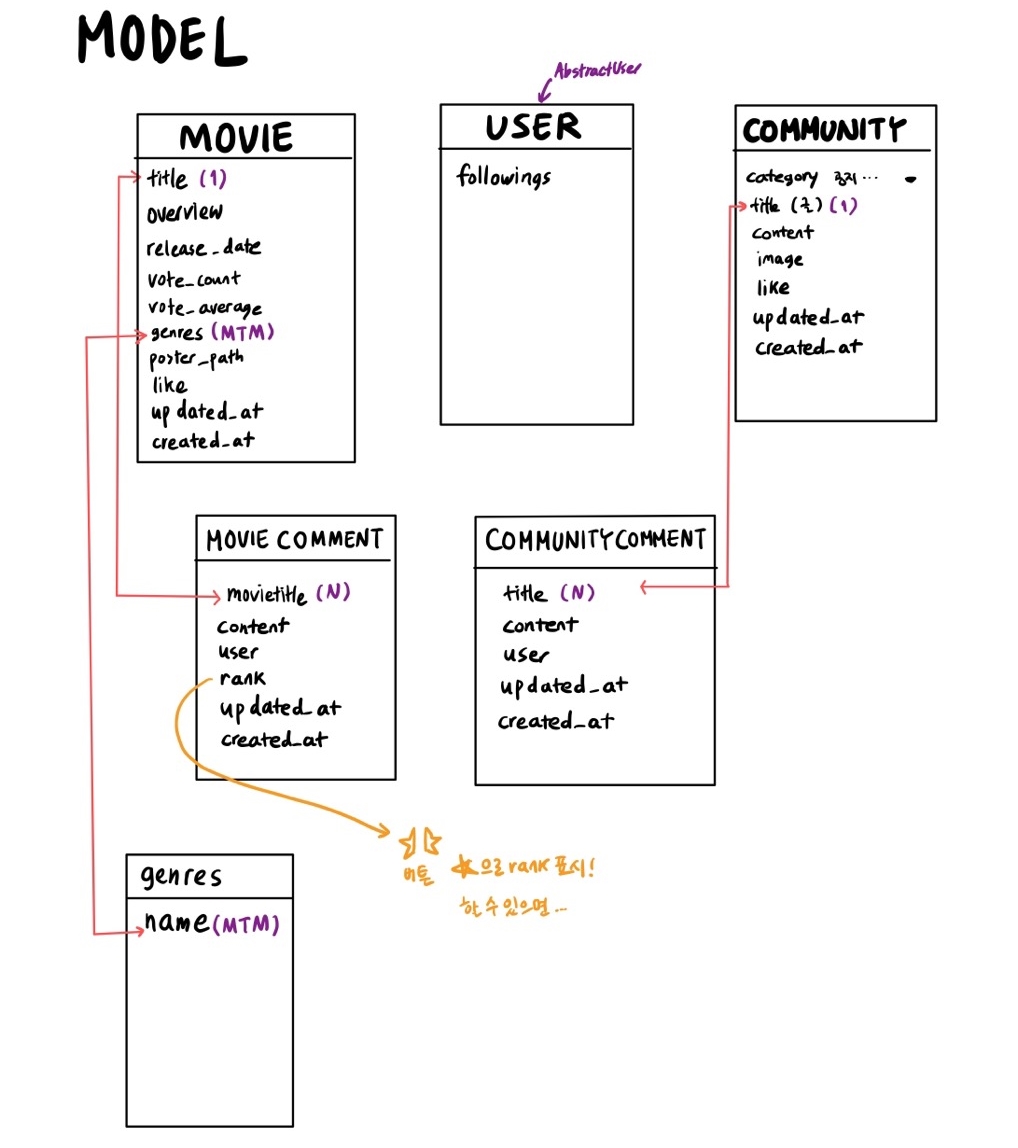 MODEL
AbstractUser
MOVIE
title (1)
overview
release_date
vote_count
vote_average
genres (MTM)
poster_path
like
updated_at
created_at
USER
followings
COMMUNITY
category 공지...
title (글) (1)
content
image
like
updated_at
created_at
MOVIE COMMENT
movietitle (N)
content
user
rank
updated_at
created_at
COMMUNITYCOMMENT
title (N)
content
user
updated_at
created_at
버튼
★으로 rank 표시!
할 수 있으면...
genres
name (MTM)